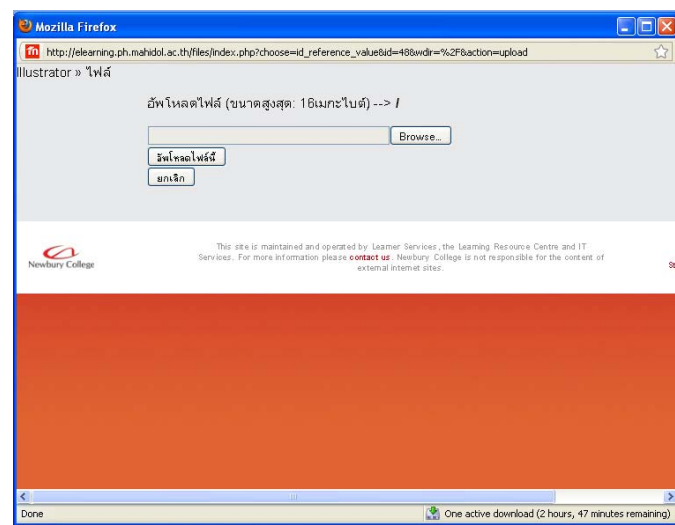 Mozilla Firefox
http://elearning.ph.mahidol.ac.th/files/index.php?choose=id_reference_value&id=48&wdir=%2F&action=upload
Illustrator » ไฟล์
อัพโหลดไฟล์ (ขนาดสูงสุด: 16เมกะไบต์) --> /
Browse...
อัพโหลดไฟล์นี้
ยกเลิก
This site is maintained and operated by Learner Services, the Learning Resource Centre and IT
Services. For more information please contact us. Newbury College is not responsible for the content of
external internet sites.
Newbury College
Done
One active download (2 hours, 47 minutes remaining)